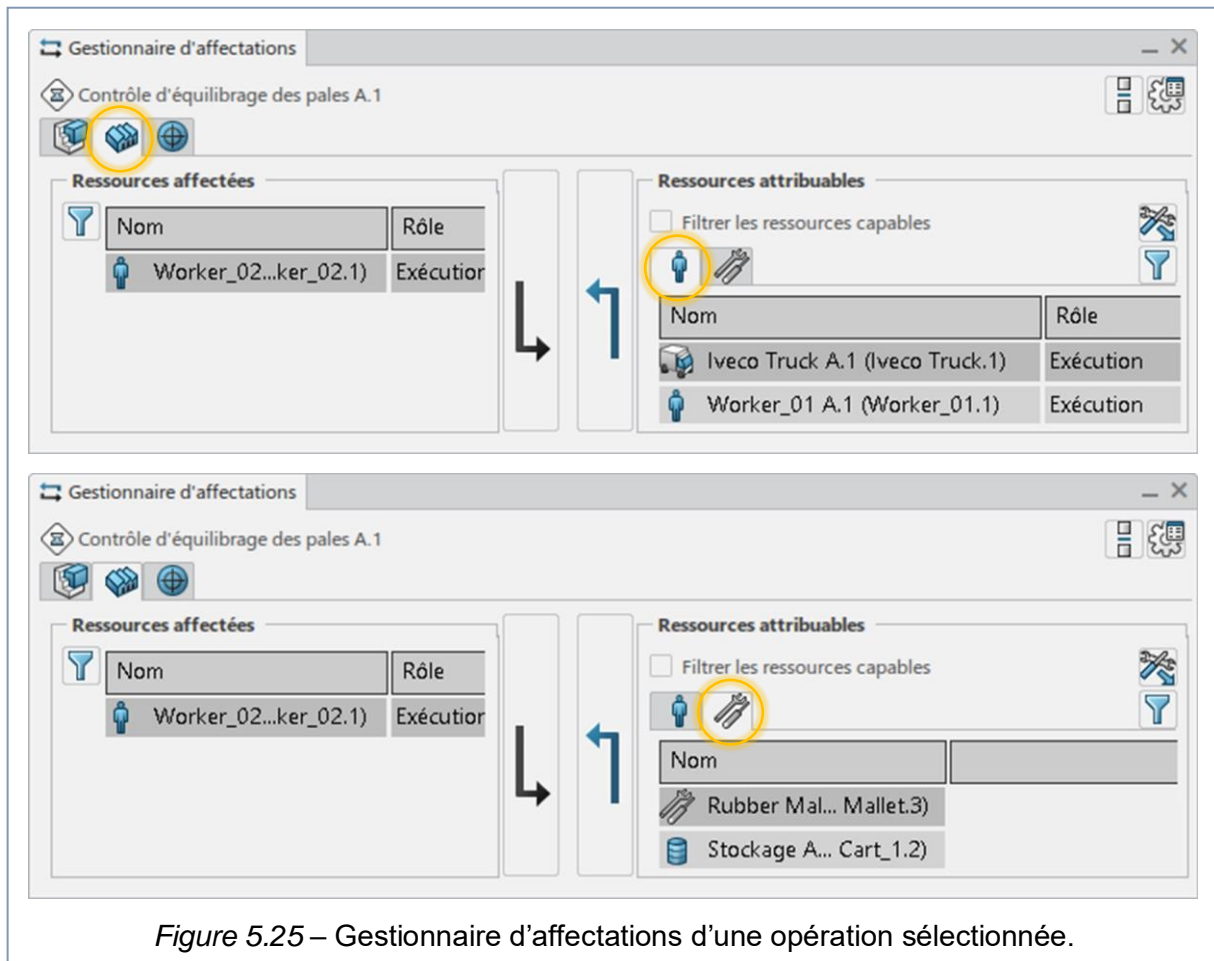 Gestionnaire d'affectations
Contrôle d'équilibrage des pales A.1
Ressources affectées
Nom Rôle
Worker_02...ker_02.1) Exécution
Ressources attribuables
Filtrer les ressources capables
Nom Rôle
Iveco Truck A.1 (Iveco Truck.1) Exécution
Worker_01 A.1 (Worker_01.1) Exécution
Gestionnaire d'affectations
Contrôle d'équilibrage des pales A.1
Ressources affectées
Nom Rôle
Worker_02...ker_02.1) Exécution
Ressources attribuables
Filtrer les ressources capables
Nom
Rubber Mal... Mallet.3)
Stockage A... Cart_1.2)
Figure 5.25 – Gestionnaire d’affectations d’une opération sélectionnée.